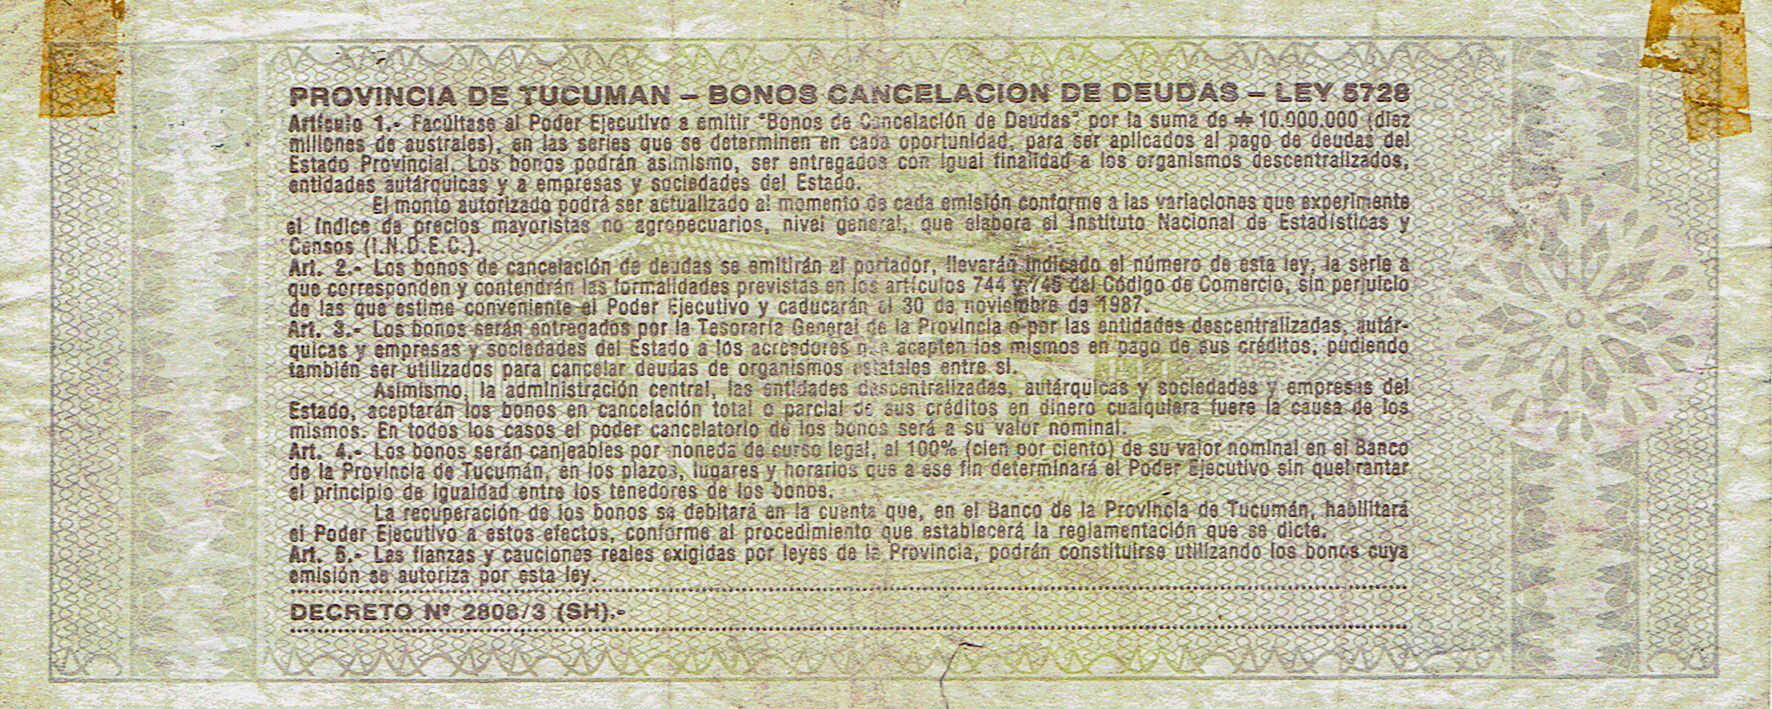 PROVINCIA DE TUCUMAN – BONOS CANCELACION DE DEUDAS – LEY 5728
Artículo 1.- Facúltase al Poder Ejecutivo a emitir "Bonos de Cancelación de Deudas" por la suma de ₳ 10.000.000 (diez
millones de australes), en las series que se determinen en cada oportunidad, para ser aplicados al pago de deudas del
Estado Provincial. Los bonos podrán asimismo, ser entregados con igual finalidad a los organismos descentralizados,
entidades autárquicas y a empresas y sociedades del Estado.
El monto autorizado podrá ser actualizado al momento de cada emisión conforme a las variaciones que experimente
el índice de precios mayoristas no agropecuarios, nivel general, que elabora el Instituto Nacional de Estadísticas y
Censos (I.N.D.E.C.).
Art. 2.- Los bonos de cancelación de deudas se emitirán al portador, llevarán indicado el número de esta ley, la serie a
que corresponden y contendrán las formalidades previstas en los artículos 744 y 745 del Código de Comercio, sin perjuicio
de las que estime conveniente el Poder Ejecutivo y caducarán el 30 de noviembre de 1987.
Art. 3.- Los bonos serán entregados por la Tesorería General de la Provincia o por las entidades descentralizadas, autár-
quicas y empresas y sociedades del Estado a los acreedores que acepten los mismos en pago de sus créditos, pudiendo
también ser utilizados para cancelar deudas de organismos estatales entre sí.
Asimismo, la administración central, las entidades descentralizadas, autárquicas y sociedades y empresas del
Estado, aceptarán los bonos en cancelación total o parcial de sus créditos en dinero cualquiera fuere la causa de los
mismos. En todos los casos el poder cancelatorio de los bonos será a su valor nominal.
Art. 4.- Los bonos serán canjeables por moneda de curso legal, al 100% (cien por ciento) de su valor nominal en el Banco
de la Provincia de Tucumán, en los plazos, lugares y horarios que a ese fin determinará el Poder Ejecutivo sin quebrantar
el principio de igualdad entre los tenedores de los bonos.
La recuperación de los bonos se debitará en la cuenta que, en el Banco de la Provincia de Tucumán, habilitará
el Poder Ejecutivo a estos efectos, conforme al procedimiento que establecerá la reglamentación que se dicte.
Art. 5.- Las fianzas y cauciones reales exigidas por leyes de la Provincia, podrán constituirse utilizando los bonos cuya
emisión se autoriza por esta ley.
DECRETO Nº 2808/3 (SH).-